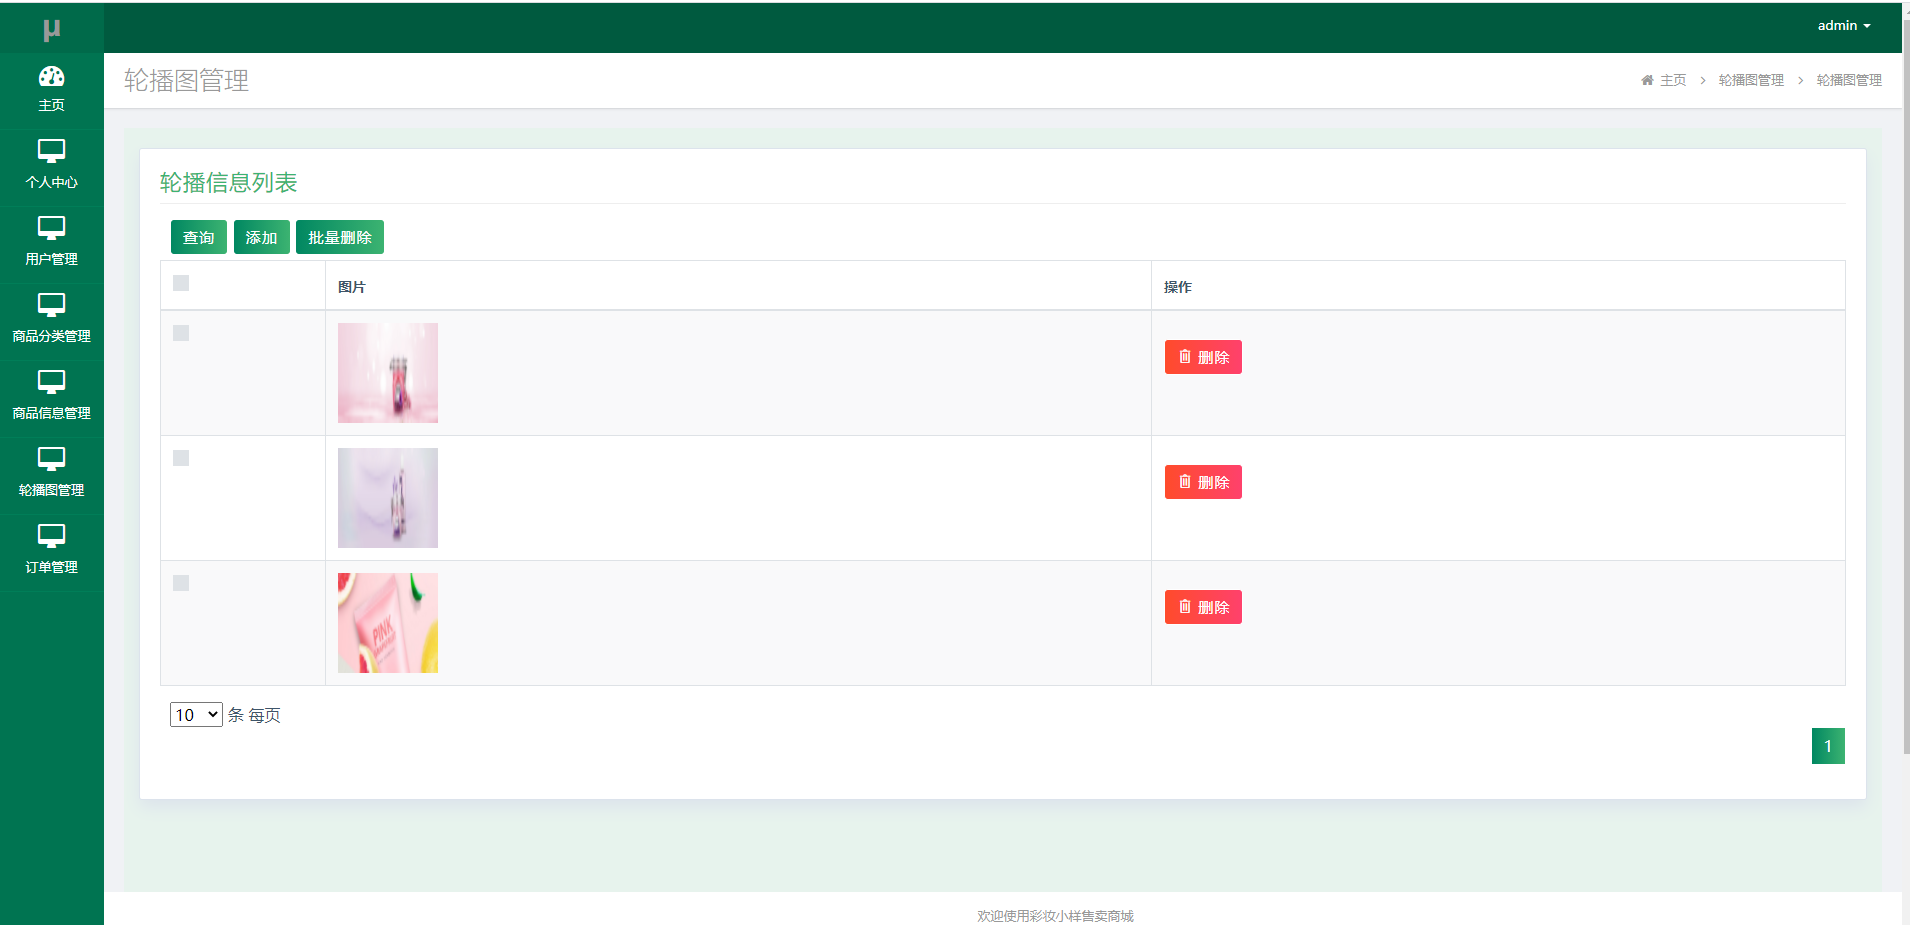 μ
admin
主页
个人中心
用户管理
商品分类管理
商品信息管理
轮播图管理
订单管理
轮播图管理
主页 > 轮播图管理 > 轮播图管理
轮播信息列表
查询 添加 批量删除
图片 操作
删除
删除
PINK
删除
10 条 每页
1
欢迎使用彩妆小样售卖商城